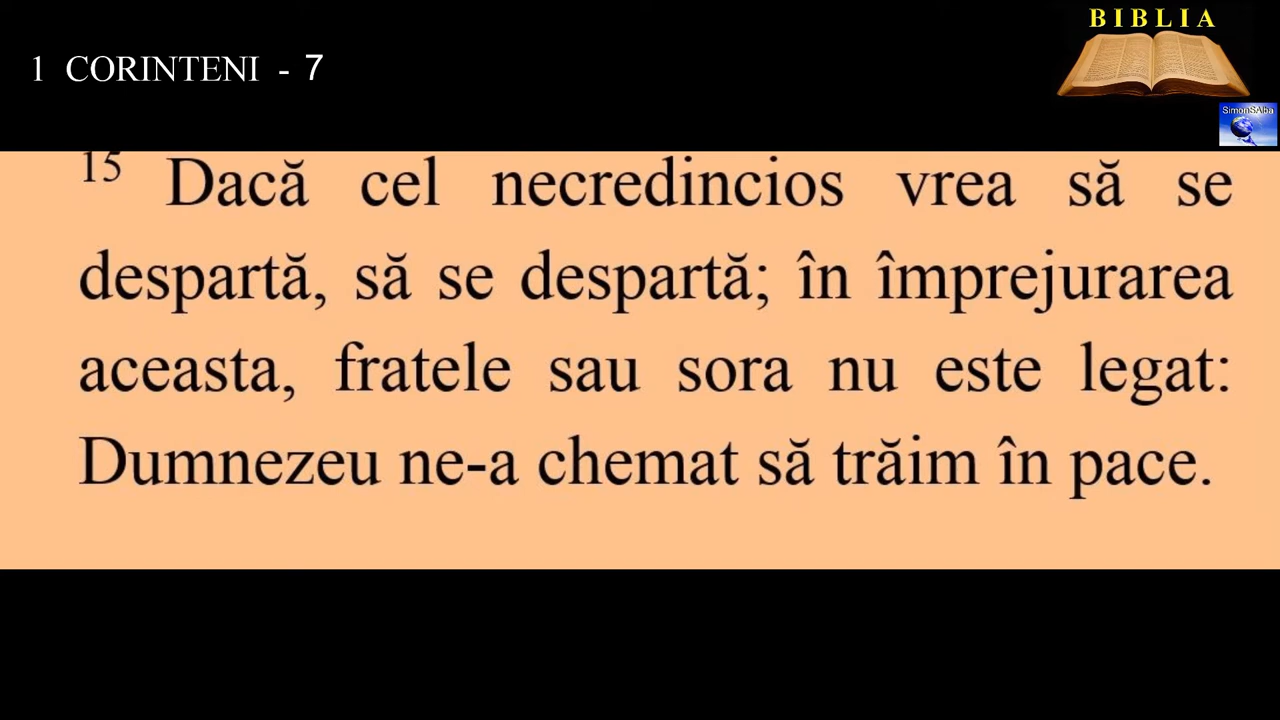 BIBLIA
1 CORINTENI - 7
SimonSAlba
15 Dacă cel necredincios vrea să se
despartă, să se despartă; în împrejurarea
aceasta, fratele sau sora nu este legat:
Dumnezeu ne-a chemat să trăim în pace.